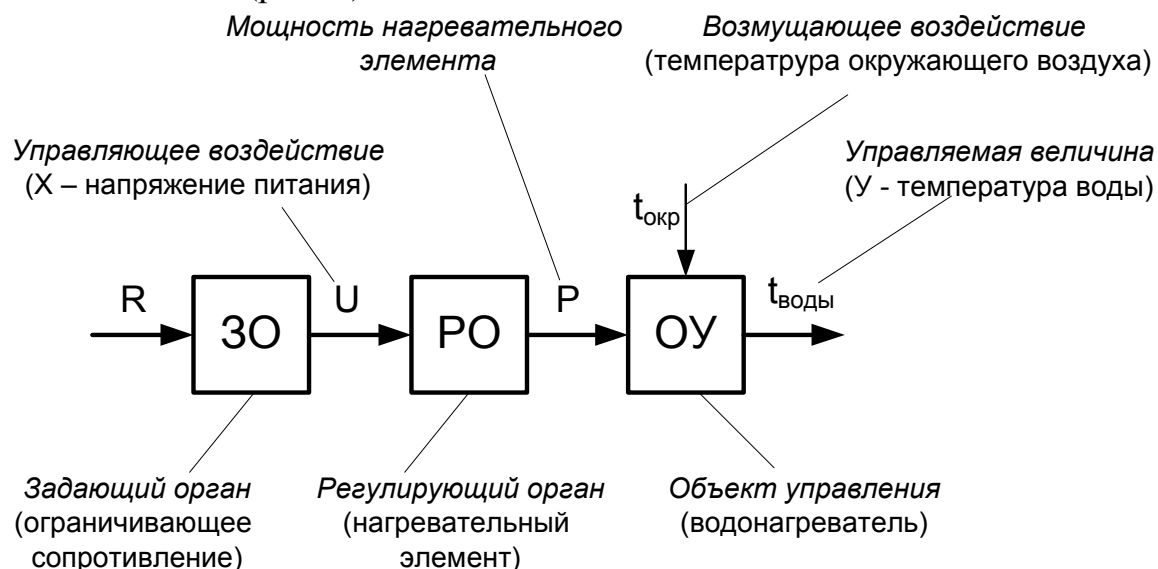 Мощность нагревательного
элемента
Возмущающее воздействие
(температрура окружающего воздуха)
Управляющее воздействие
(Х – напряжение питания)
Управляемая величина
(У - температура воды)
tокр
R
ЗО
U
РО
P
ОУ
tводы
Задающий орган
(ограничивающее
сопротивление)
Регулирующий орган
(нагревательный
элемент)
Объект управления
(водонагреватель)